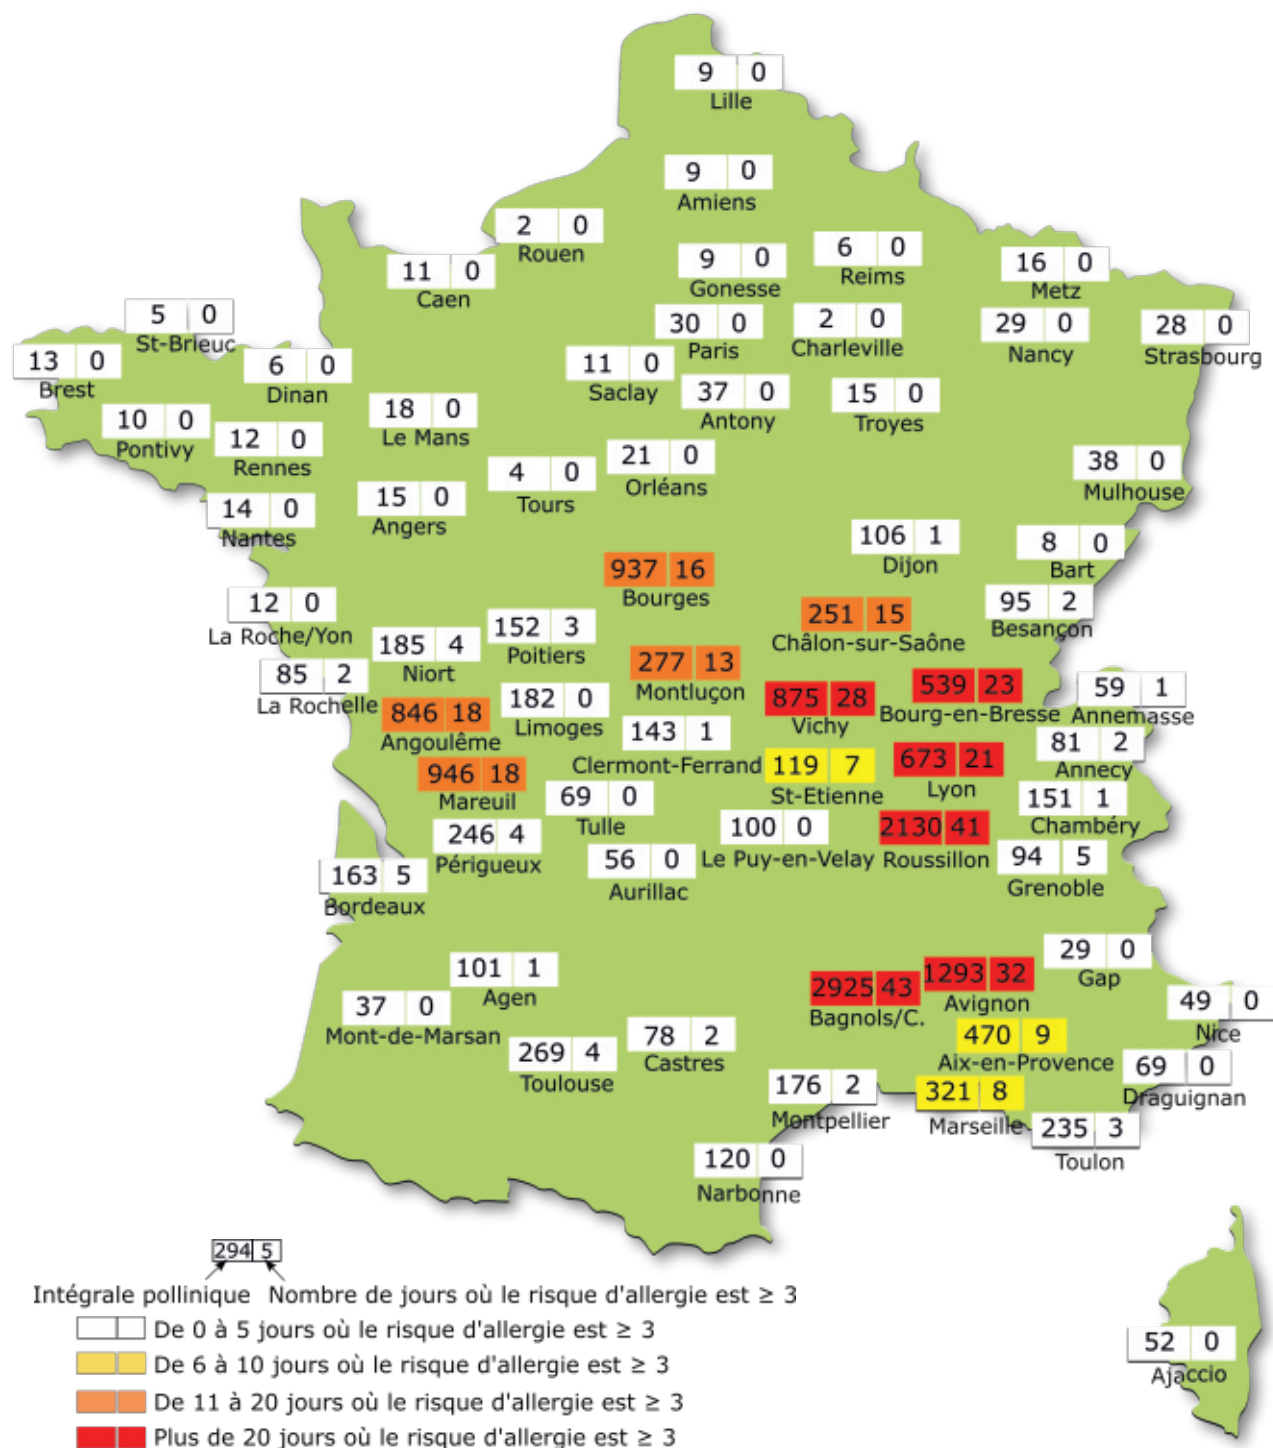 9 0
Lille
9 0
Amiens
2 0
Rouen
11 0
Caen
9 0
Gonesse
6 0
Reims
16 0
Metz
5 0
St-Brieuc
30 0
Paris
2 0
Charleville
29 0
Nancy
28 0
Strasbourg
13 0
Brest
6 0
Dinan
11 0
Saclay
37 0
Antony
15 0
Troyes
10 0
Pontivy
12 0
Rennes
18 0
Le Mans
21 0
Orléans
38 0
Mulhouse
14 0
Nantes
15 0
Angers
4 0
Tours
106 1
Dijon
8 0
Bart
937 16
Bourges
12 0
La Roche/Yon
152 3
Poitiers
251 15
Châlon-sur-Saône
95 2
Besançon
185 4
Niort
85 2
La Rochelle
277 13
Montluçon
875 28
Vichy
539 23
Bourg-en-Bresse
59 1
Annemasse
846 18
Angoulême
182 0
Limoges
143 1
Clermont-Ferrand
119 7
St-Etienne
673 21
Lyon
81 2
Annecy
946 18
Mareuil
69 0
Tulle
151 1
Chambéry
246 4
Périgueux
100 0
Le Puy-en-Velay
2130 41
Roussillon
94 5
Grenoble
163 5
Bordeaux
56 0
Aurillac
101 1
Agen
2925 43
Bagnols/C.
1293 32
Avignon
29 0
Gap
37 0
Mont-de-Marsan
49 0
Nice
269 4
Toulouse
78 2
Castres
470 9
Aix-en-Provence
69 0
Draguignan
176 2
Montpellier
321 8
Marseille
235 3
Toulon
120 0
Narbonne
294 5
Intégrale pollinique Nombre de jours où le risque d'allergie est ≥ 3
De 0 à 5 jours où le risque d'allergie est ≥ 3
De 6 à 10 jours où le risque d'allergie est ≥ 3
De 11 à 20 jours où le risque d'allergie est ≥ 3
Plus de 20 jours où le risque d'allergie est ≥ 3
52 0
Ajaccio